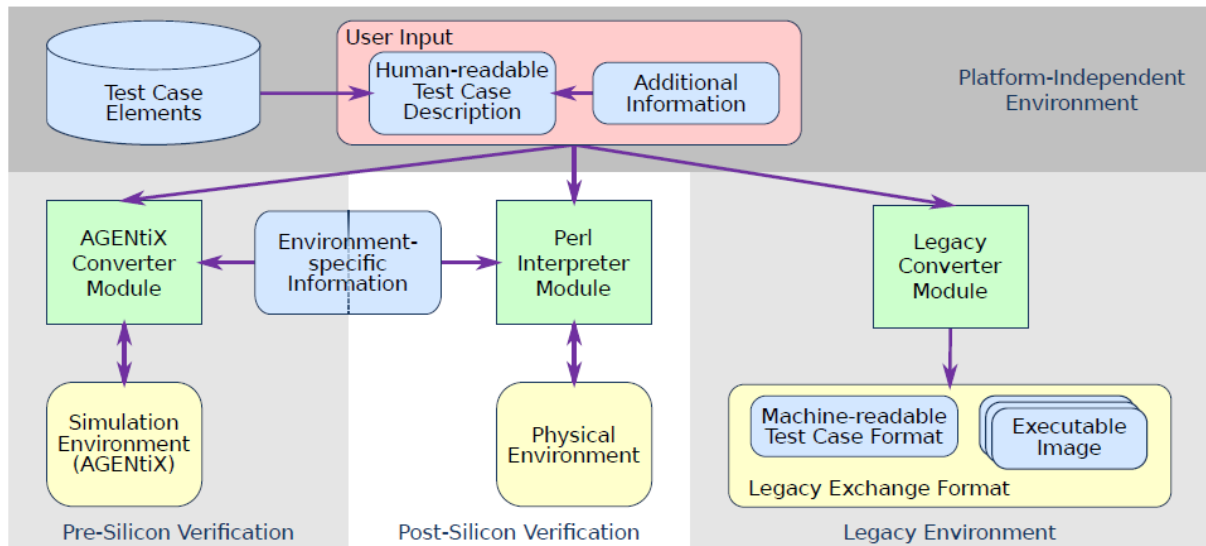 User Input
Test Case
Elements
Human-readable
Test Case
Description
Additional
Information
Platform-Independent
Environment
AGENtiX
Converter
Module
Environment-
specific
Information
Perl
Interpreter
Module
Legacy
Converter
Module
Simulation
Environment
(AGENtiX)
Physical
Environment
Machine-readable
Test Case Format
Executable
Image
Legacy Exchange Format
Pre-Silicon Verification
Post-Silicon Verification
Legacy Environment